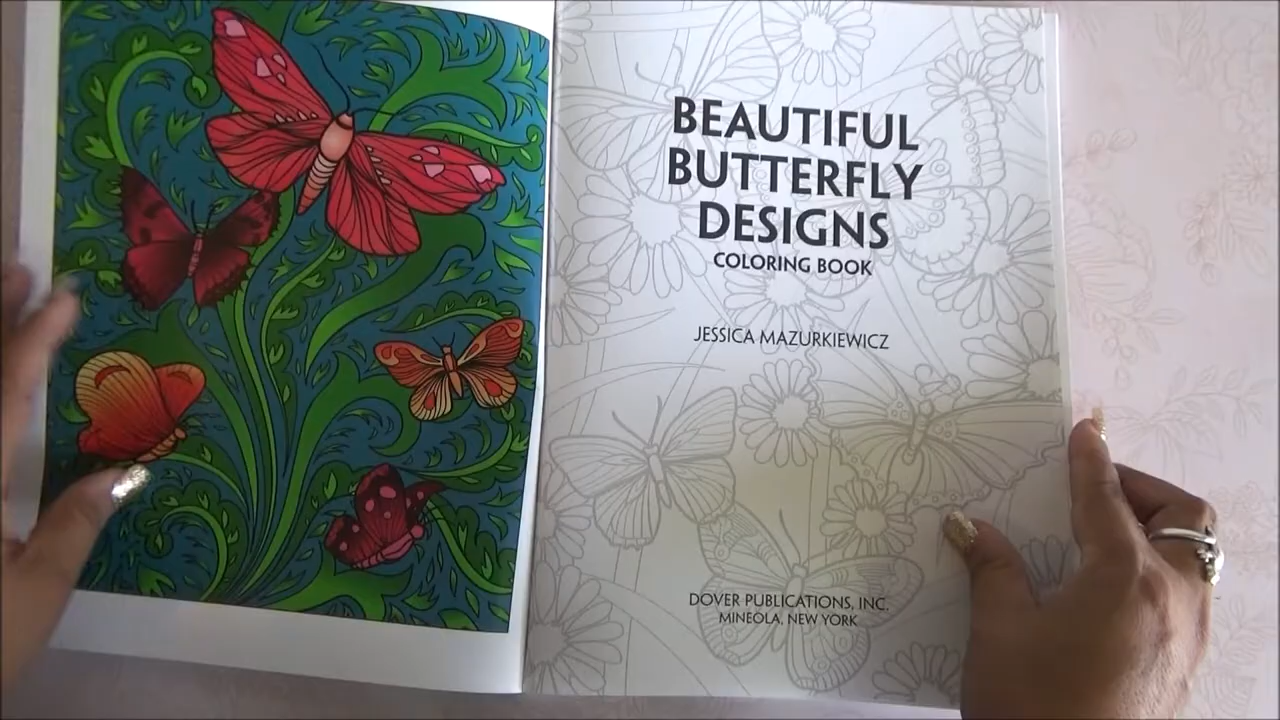 BEAUTIFUL
BUTTERFLY
DESIGNS
COLORING BOOK
JESSICA MAZURKIEWICZ
DOVER PUBLICATIONS, INC.
MINEOLA, NEW YORK